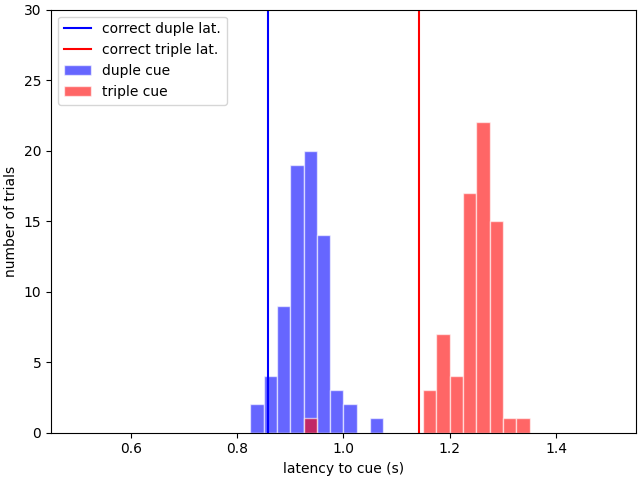 correct duple lat.
correct triple lat.
duple cue
triple cue
number of trials
30
25
20
15
10
5
0
0.6 0.8 1.0 1.2 1.4
latency to cue (s)